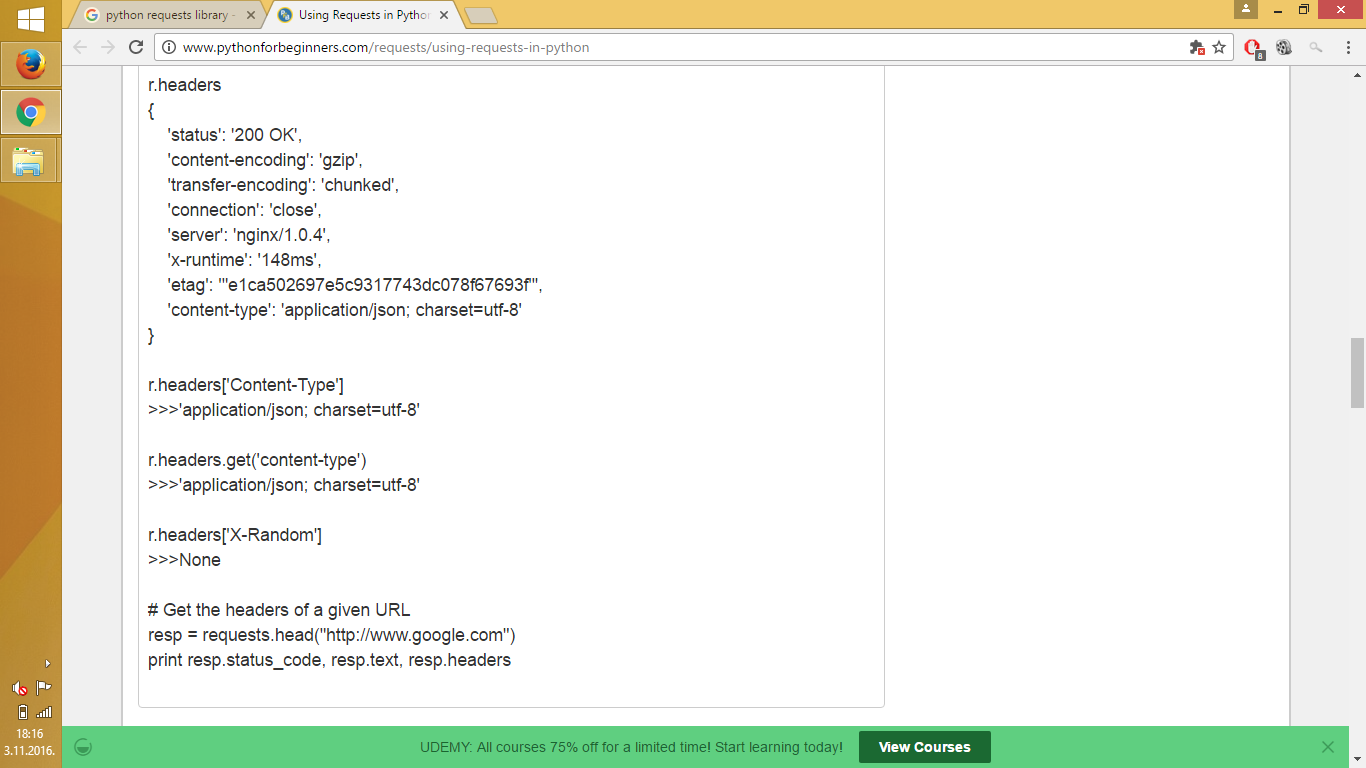 python requests library -
Using Requests in Python
www.pythonforbeginners.com/requests/using-requests-in-python
8
r.headers
{
'status': '200 OK',
'content-encoding': 'gzip',
'transfer-encoding': 'chunked',
'connection': 'close',
'server': 'nginx/1.0.4',
'x-runtime': '148ms',
'etag': '"e1ca502697e5c9317743dc078f67693f"',
'content-type': 'application/json; charset=utf-8'
}
r.headers['Content-Type']
>>>'application/json; charset=utf-8'
r.headers.get('content-type')
>>>'application/json; charset=utf-8'
r.headers['X-Random']
>>>None
# Get the headers of a given URL
resp = requests.head("http://www.google.com")
print resp.status_code, resp.text, resp.headers
UDEMY: All courses 75% off for a limited time! Start learning today!
View Courses
18:16
3.11.2016.